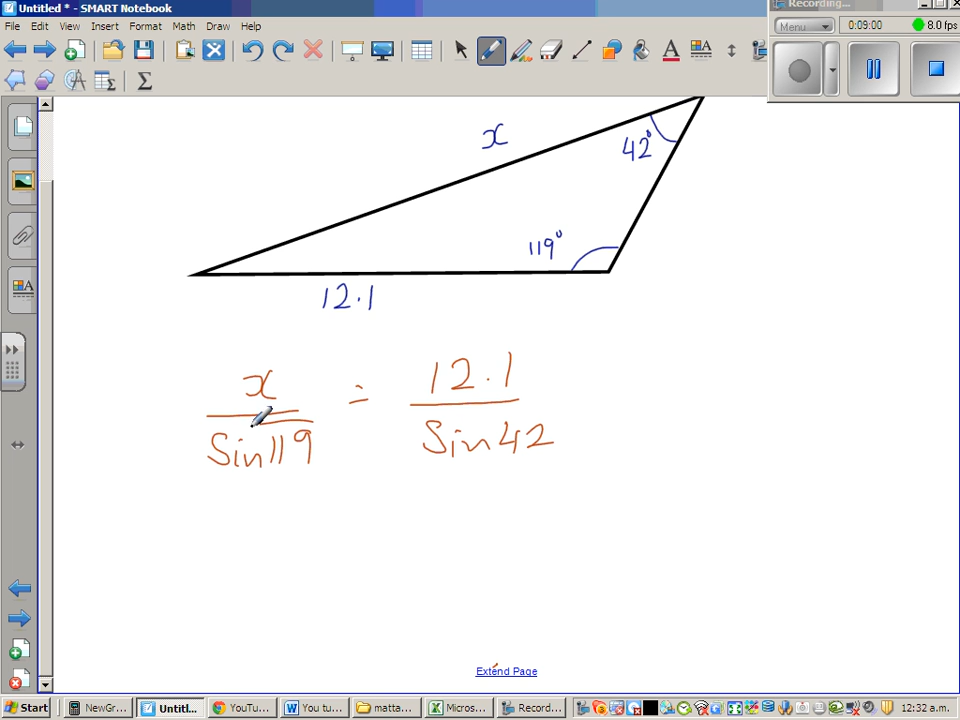 Untitled * - SMART Notebook
Recording...
File Edit View Insert Format Math Draw Help
Menu 0:09:00 8.0 fps
x
42°
119°
12.1
x = 12.1
Sin119 Sin42
Extend Page
Start NewGr... Untitl... YouTu... You tu... matta... Micros... Record... 12:32 a.m.